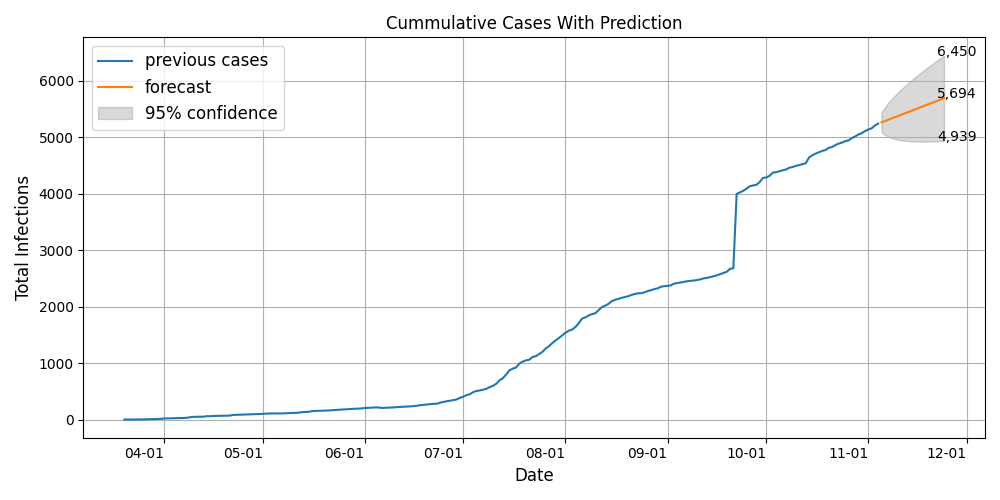 Cummulative Cases With Prediction
previous cases
forecast
95% confidence
6,450
5,694
4,939
6000
5000
4000
3000
2000
1000
0
Total Infections
04-01 05-01 06-01 07-01 08-01 09-01 10-01 11-01 12-01
Date